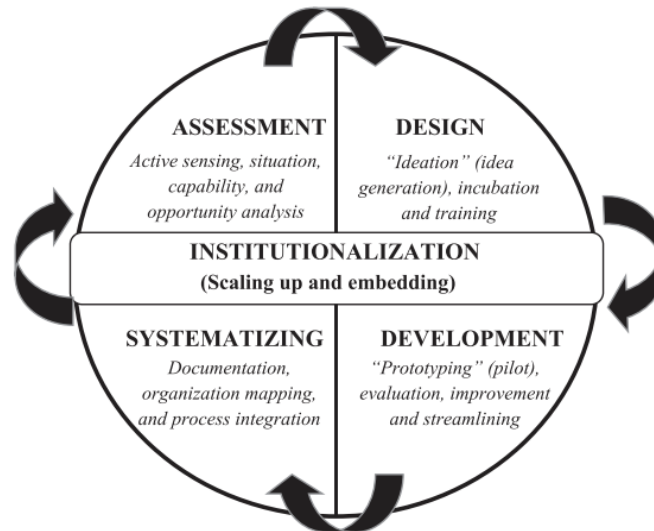 ASSESSMENT
Active sensing, situation,
capability, and
opportunity analysis
DESIGN
“Ideation” (idea
generation), incubation
and training
INSTITUTIONALIZATION
(Scaling up and embedding)
SYSTEMATIZING
Documentation,
organization mapping,
and process integration
DEVELOPMENT
“Prototyping” (pilot),
evaluation, improvement
and streamlining